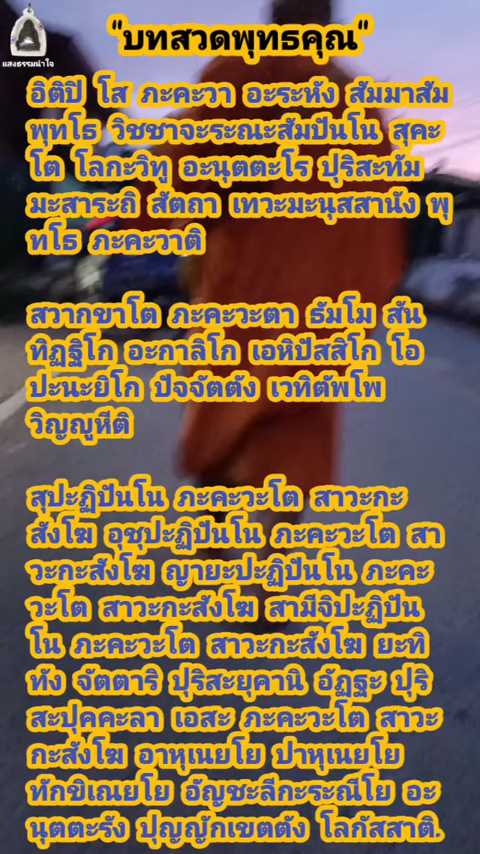 แสงธรรมนำใจ
"บทสวดพุทธคุณ"
อิติปิ โส ภะคะวา อะระหัง สัมมาสัม
พุทโธ วิชชาจะระณะสัมปันโน สุคะ
โต โลกะวิทู อะนุตตะโร ปุริสะทัม
มะสาระถิ สัตถา เทวะมะนุสสานัง พุ
ทโธ ภะคะวาติ
สวากขาโต ภะคะวะตา ธัมโม สัน
ทิฏฐิโก อะกาลิโก เอหิปัสสิโก โอ
ปะนะยิโก ปัจจัตตัง เวทิตัพโพ
วิญญูหีติ
สุปะฏิปันโน ภะคะวะโต สาวะกะ
สังโฆ อุชุปะฏิปันโน ภะคะวะโต สา
วะกะสังโฆ ญายะปะฏิปันโน ภะคะ
วะโต สาวะกะสังโฆ สามีจิปะฏิปัน
โน ภะคะวะโต สาวะกะสังโฆ ยะทิ
ทัง จัตตาริ ปุริสะยุคานิ อัฏฐะ ปุริ
สะปุคคะลา เอสะ ภะคะวะโต สาวะ
กะสังโฆ อาหุเนยโย ปาหุเนยโย
ทักขิเณยโย อัญชะลีกะระณีโย อะ
นุตตะรัง ปุญญักเขตตัง โลกัสสาติ.